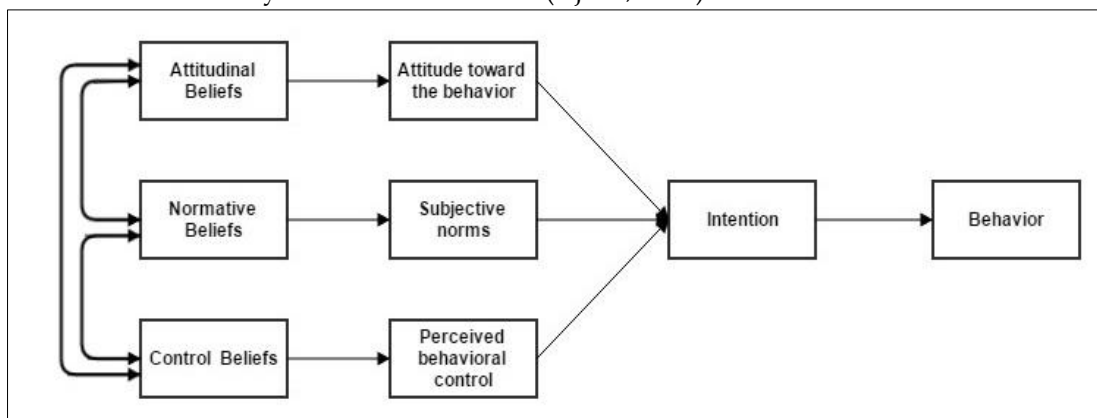 Attitudinal
Beliefs
Attitude toward
the behavior
Normative
Beliefs
Subjective
norms
Intention
Behavior
Control Beliefs
Perceived
behavioral
control